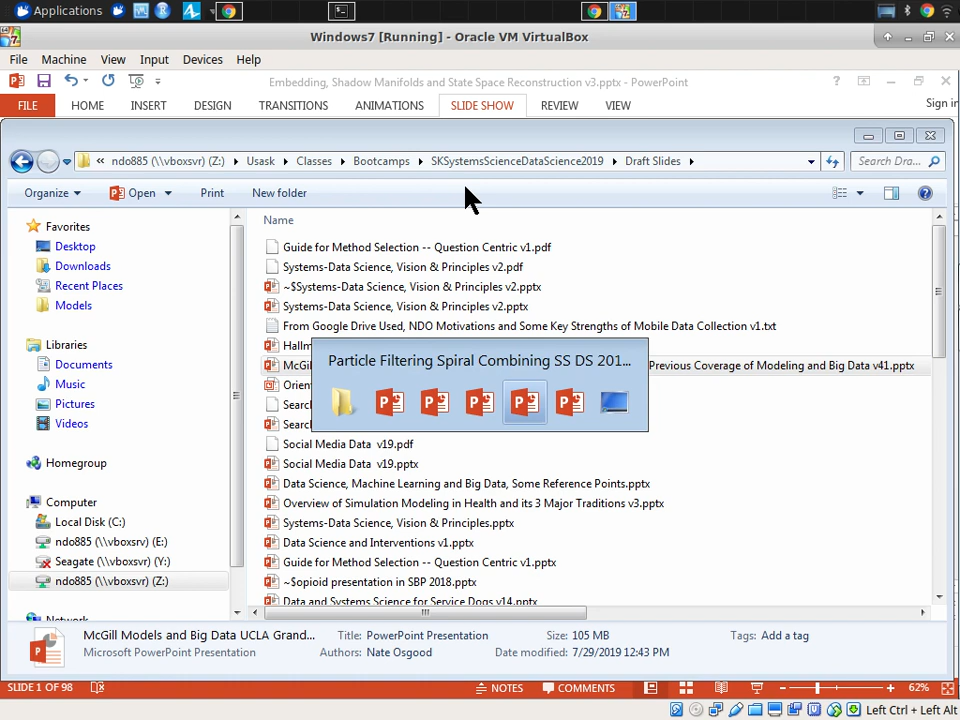 Applications
Windows7 [Running] - Oracle VM VirtualBox
File Machine View Input Devices Help
Embedding, Shadow Manifolds and State Space Reconstruction v3.pptx - PowerPoint
FILE HOME INSERT DESIGN TRANSITIONS ANIMATIONS SLIDE SHOW REVIEW VIEW Sign in
« ndo885 (\\vboxsvr) (Z:) Usask Classes Bootcamps SKSystemsScienceDataScience2019 Draft Slides Search Dra...
Organize Open Print New folder
Name
Favorites
Desktop
Downloads
Recent Places
Models
Libraries
Documents
Music
Pictures
Videos
Homegroup
Computer
Local Disk (C:)
ndo885 (\\vboxsvr) (E:)
Seagate (\\vboxsvr) (Y:)
ndo885 (\\vboxsvr) (Z:)
Network
Guide for Method Selection -- Question Centric v1.pdf
Systems-Data Science, Vision & Principles v2.pdf
~$Systems-Data Science, Vision & Principles v2.pptx
Systems-Data Science, Vision & Principles v2.pptx
From Google Drive Used, NDO Motivations and Some Key Strengths of Mobile Data Collection v1.txt
Hallm
McGill Previous Coverage of Modeling and Big Data v41.pptx
Orien
Searc
Searc
Particle Filtering Spiral Combining SS DS 201...
Social Media Data v19.pdf
Social Media Data v19.pptx
Data Science, Machine Learning and Big Data, Some Reference Points.pptx
Overview of Simulation Modeling in Health and its 3 Major Traditions v3.pptx
Systems-Data Science, Vision & Principles.pptx
Data Science and Interventions v1.pptx
Guide for Method Selection -- Question Centric v1.pptx
~$opioid presentation in SBP 2018.pptx
Data and Systems Science for Service Dogs v14.pptx
McGill Models and Big Data UCLA Grand... Title: PowerPoint Presentation Size: 105 MB Tags: Add a tag
Microsoft PowerPoint Presentation Authors: Nate Osgood Date modified: 7/29/2019 12:43 PM
SLIDE 1 OF 98 NOTES COMMENTS 62%
Left Ctrl + Left Alt